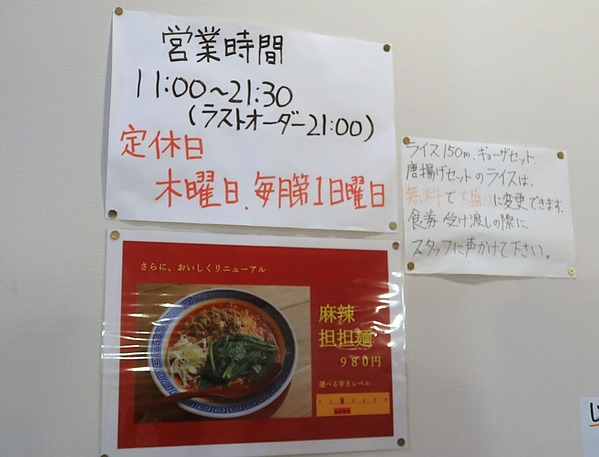 営業時間
11:00～21:30
(ラストオーダー21:00)
定休日
木曜日、毎月第1日曜日
ライス150円、ギョーザセット、
唐揚げセットのライスは、
無料で大盛りに変更できます。
食券受け渡しの際に
スタッフに声かけて下さい。
さらに、おいしくリニューアル
麻辣
担担麺
980円
選べる辛さレベル